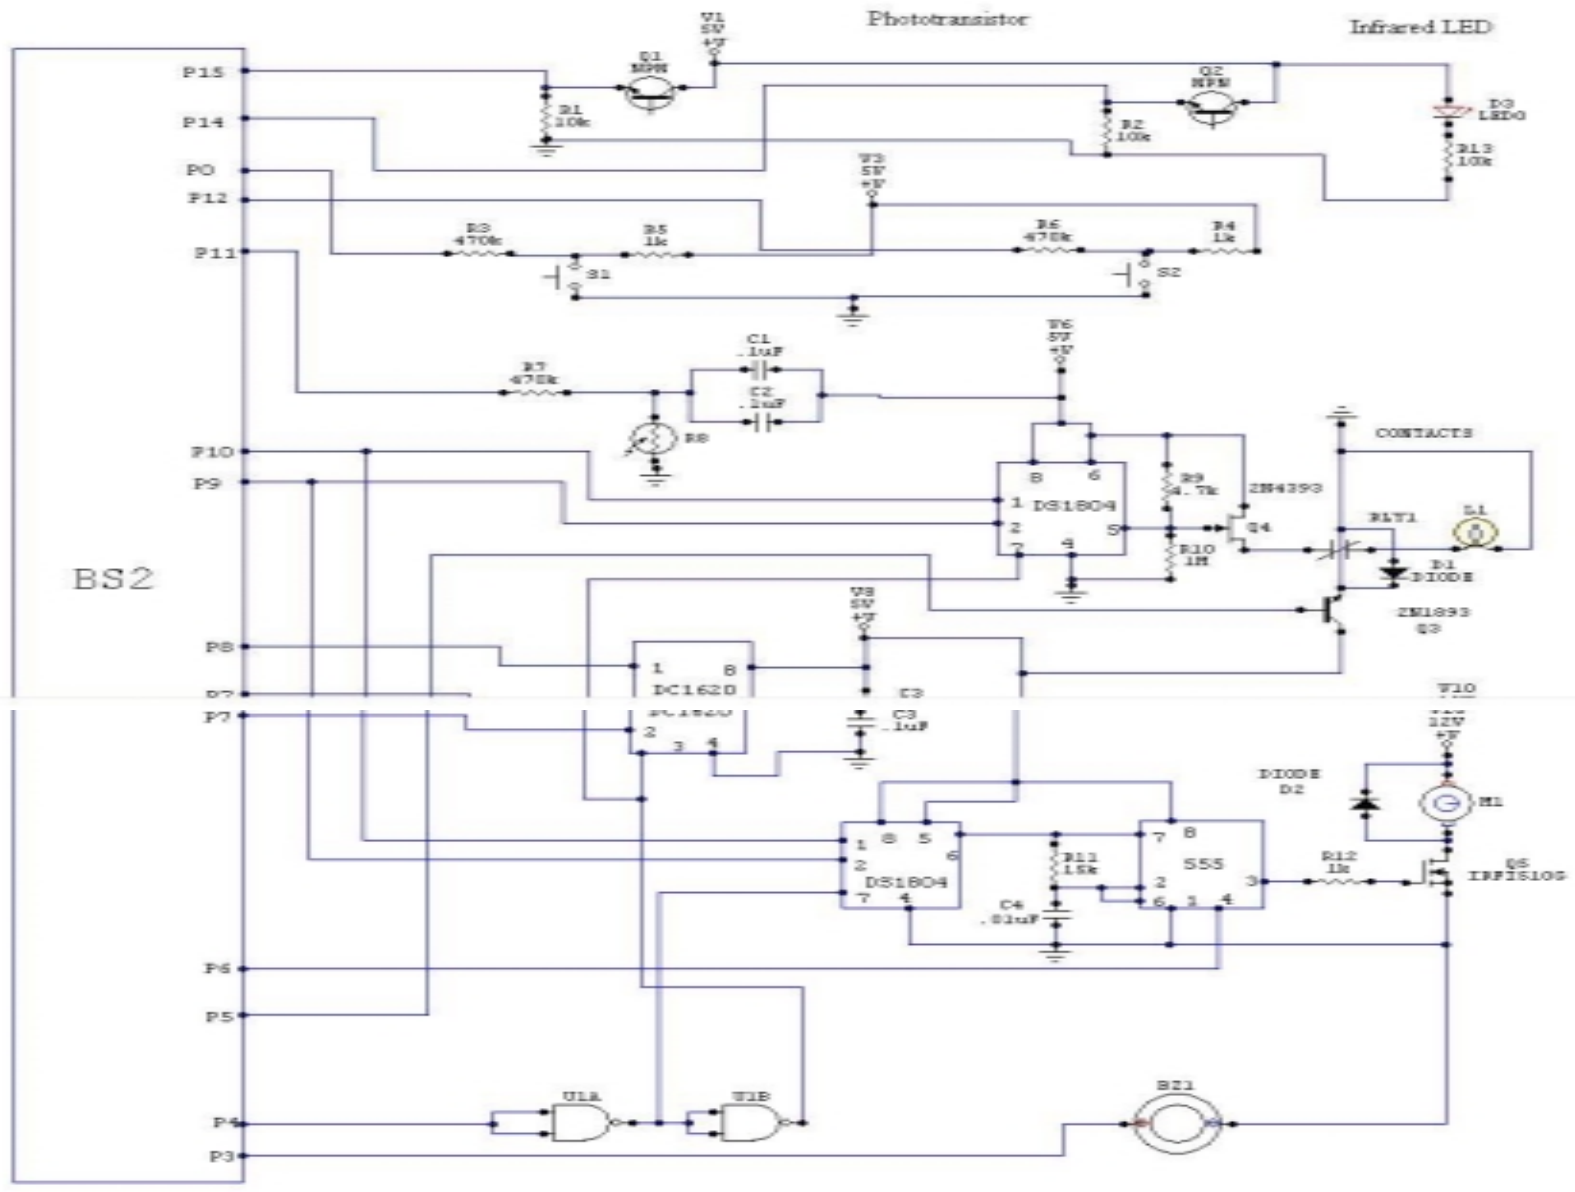 Phototransistor
Infrared LED
V1
5V
+V
Q1
NPN
Q2
NPN
P15
R1
10k
D3
LED0
P14
R2
10k
R13
10k
P0
V3
5V
+V
P12
R3
470k
R5
1k
R6
470k
R4
1k
P11
S1
S2
V6
5V
+V
C1
.1uF
R7
470k
C2
.1uF
R8
CONTACTS
P10
P9
8
6
1
DS1804
2
5
7
4
R9
4.7k
2N4393
Q4
R10
1M
RLY1
L1
D1
DIODE
2N1893
Q3
BS2
V8
5V
+V
P8
1
8
DC1620
P7
C3
V10
P7
2
3
4
C3
.1uF
12V
+V
DIODE
D2
M1
1
8
5
6
2
DS1804
7
4
R11
15k
C4
.01uF
7
8
555
2
3
6
1
4
R12
1k
Q5
IRFI510G
P6
P5
U1A
U1B
BZ1
P4
P3